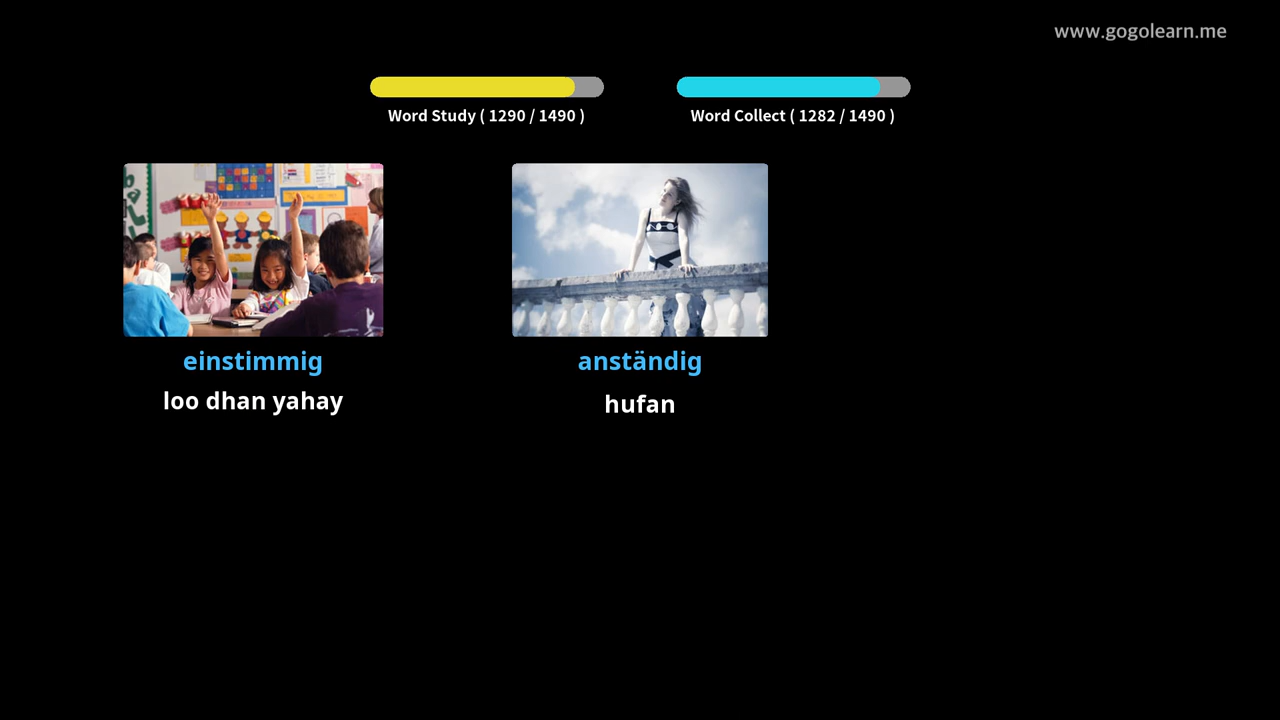 www.gogolearn.me
Word Study ( 1290 / 1490 )
Word Collect ( 1282 / 1490 )
einstimmig
loo dhan yahay
anständig
hufan